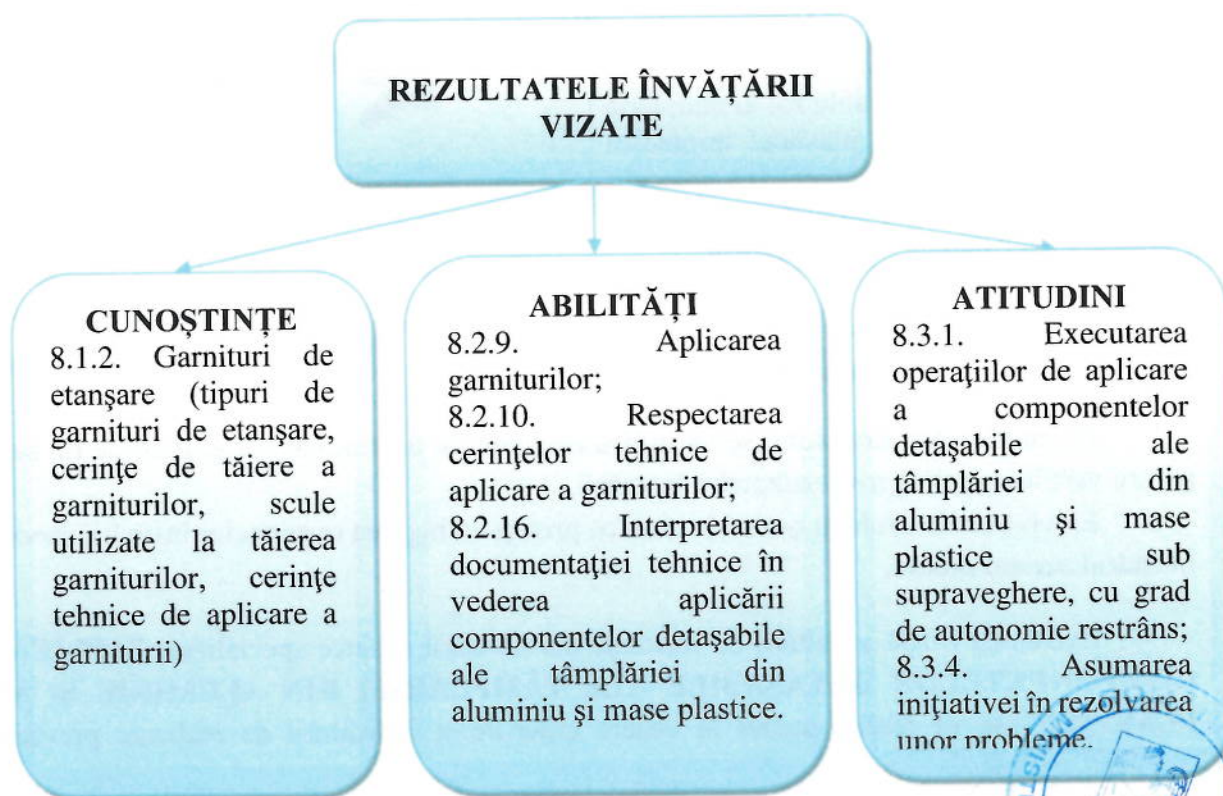 REZULTATELE ÎNVĂȚĂRII
VIZATE
CUNOȘTINȚE
8.1.2. Garnituri de
etanşare (tipuri de
garnituri de etanşare,
cerinţe de tăiere a
garniturilor, scule
utilizate la tăierea
garniturilor, cerinţe
tehnice de aplicare a
garniturii)
ABILITĂȚI
8.2.9. Aplicarea
garniturilor;
8.2.10. Respectarea
cerinţelor tehnice de
aplicare a garniturilor;
8.2.16. Interpretarea
documentaţiei tehnice în
vederea aplicării
componentelor detaşabile
ale tâmplăriei din
aluminiu şi mase plastice.
ATITUDINI
8.3.1. Executarea
operaţiilor de aplicare
a componentelor
detaşabile ale
tâmplăriei din
aluminiu şi mase
plastice sub
supraveghere, cu grad
de autonomie restrâns;
8.3.4. Asumarea
iniţiativei în rezolvarea
unor probleme.